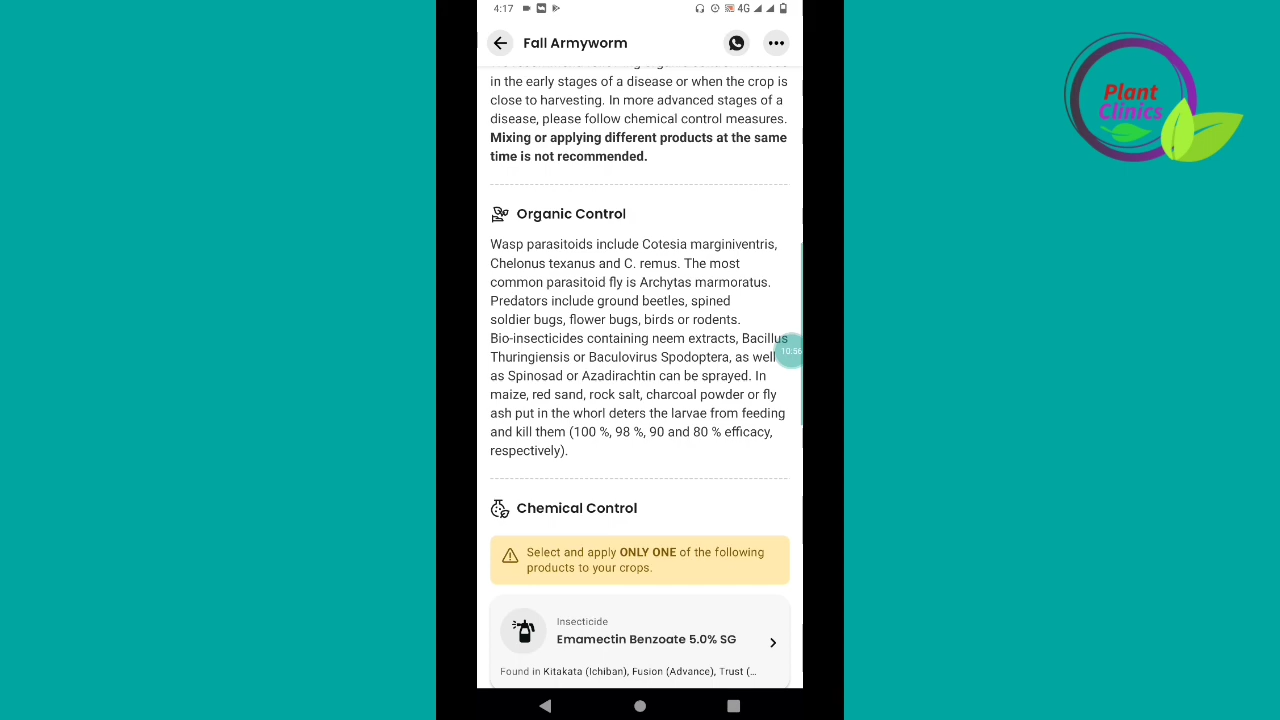 4:17
4G
Fall Armyworm
in the early stages of a disease or when the crop is
close to harvesting. In more advanced stages of a
disease, please follow chemical control measures.
Mixing or applying different products at the same
time is not recommended.
Organic Control
Wasp parasitoids include Cotesia marginiventris,
Chelonus texanus and C. remus. The most
common parasitoid fly is Archytas marmoratus.
Predators include ground beetles, spined
soldier bugs, flower bugs, birds or rodents.
Bio-insecticides containing neem extracts, Bacillus
Thuringiensis or Baculovirus Spodoptera, as well
as Spinosad or Azadirachtin can be sprayed. In
maize, red sand, rock salt, charcoal powder or fly
ash put in the whorl deters the larvae from feeding
and kill them (100 %, 98 %, 90 and 80 % efficacy,
respectively).
10:56
Chemical Control
Select and apply ONLY ONE of the following
products to your crops.
Insecticide
Emamectin Benzoate 5.0% SG
Found in Kitakata (Ichiban), Fusion (Advance), Trust (...
Plant
Clinics